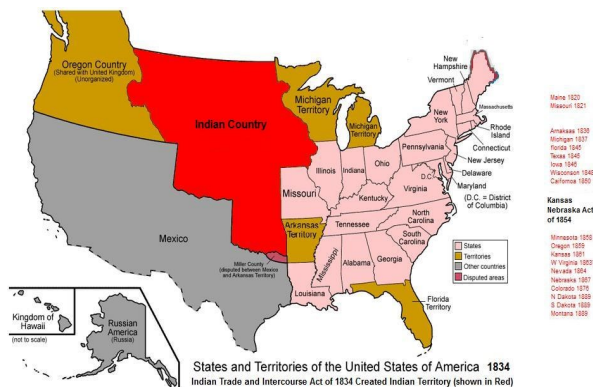 Oregon Country
(Shared with United Kingdom)
(Unorganized)
Indian Country
Michigan
Territory
Michigan
Territory
New
Hampshire
Vermont
Massachusetts
New
York
Rhode
Island
Connecticut
Pennsylvania
New Jersey
Delaware
Maryland
D.C.
(D.C. = District
of Columbia)
Illinois
Indiana
Ohio
Virginia
Missouri
Kentucky
North
Carolina
Tennessee
South
Carolina
Arkansas
Territory
Mexico
Miller County
(disputed between Mexico
and Arkansas Territory)
Mississippi
Alabama
Georgia
Louisiana
Florida
Territory
States
Territories
Other countries
Disputed areas
Kingdom of
Hawaii
(not to scale)
Russian
America
(Russia)
States and Territories of the United States of America 1834
Indian Trade and Intercourse Act of 1834 Created Indian Territory (shown in Red)
Maine 1820
Missouri 1821
Arkansas 1836
Michigan 1837
florida 1845
Texas 1845
Iowa 1846
Wisconson 1848
California 1850
Kansas
Nebraska Act
of 1854
Minnasota 1858
Oregon 1859
Kansas 1861
W Virginia 1863
Nevada 1864
Nebraska 1867
Colorado 1876
N Dakota 1889
S Dakota 1889
Montana 1889